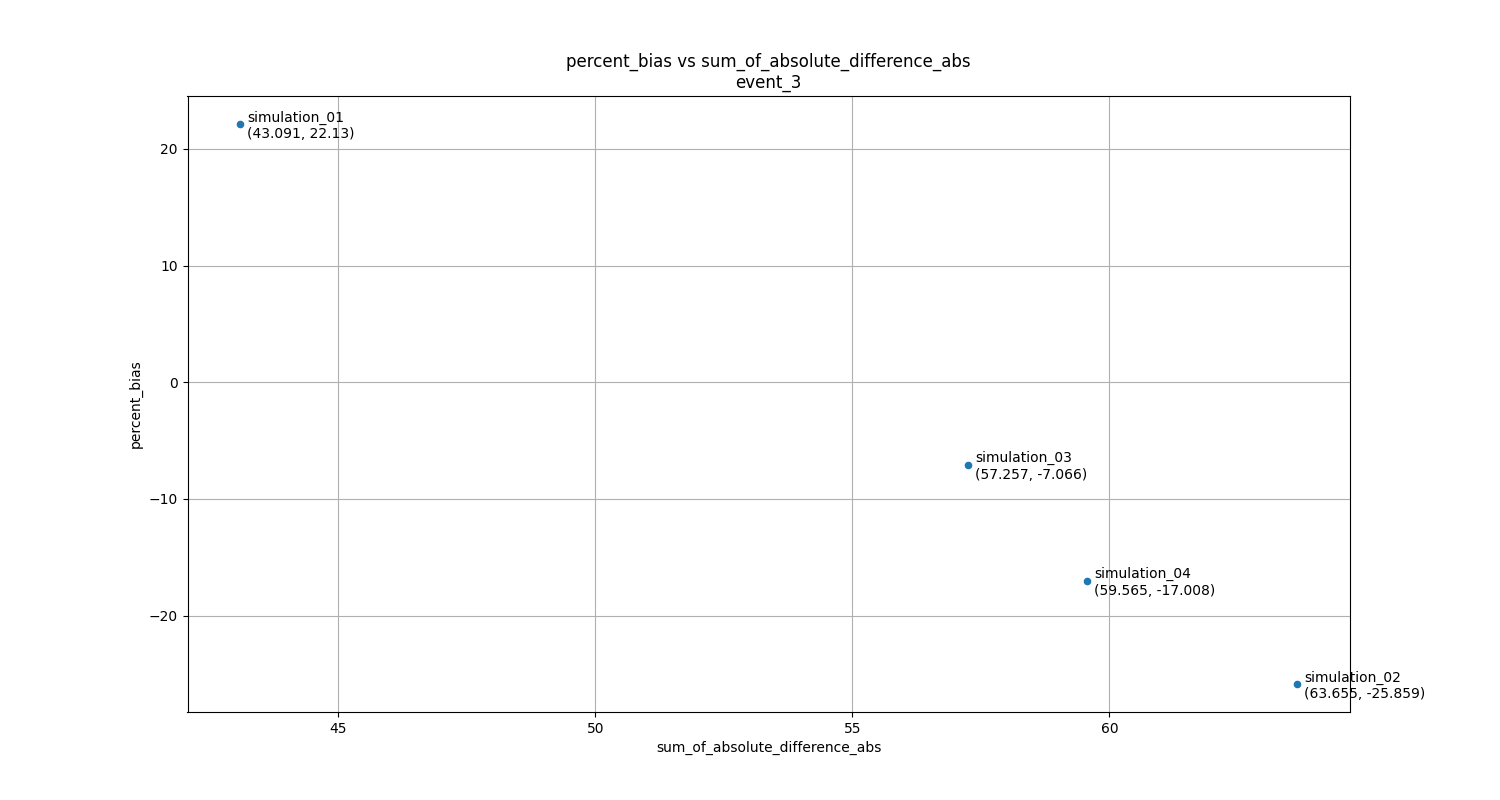 percent_bias vs sum_of_absolute_difference_abs
event_3
simulation_01
(43.091, 22.13)
20
10
percent_bias
0
simulation_03
(57.257, -7.066)
−10
simulation_04
(59.565, -17.008)
−20
simulation_02
(63.655, -25.859)
45
50
55
60
sum_of_absolute_difference_abs